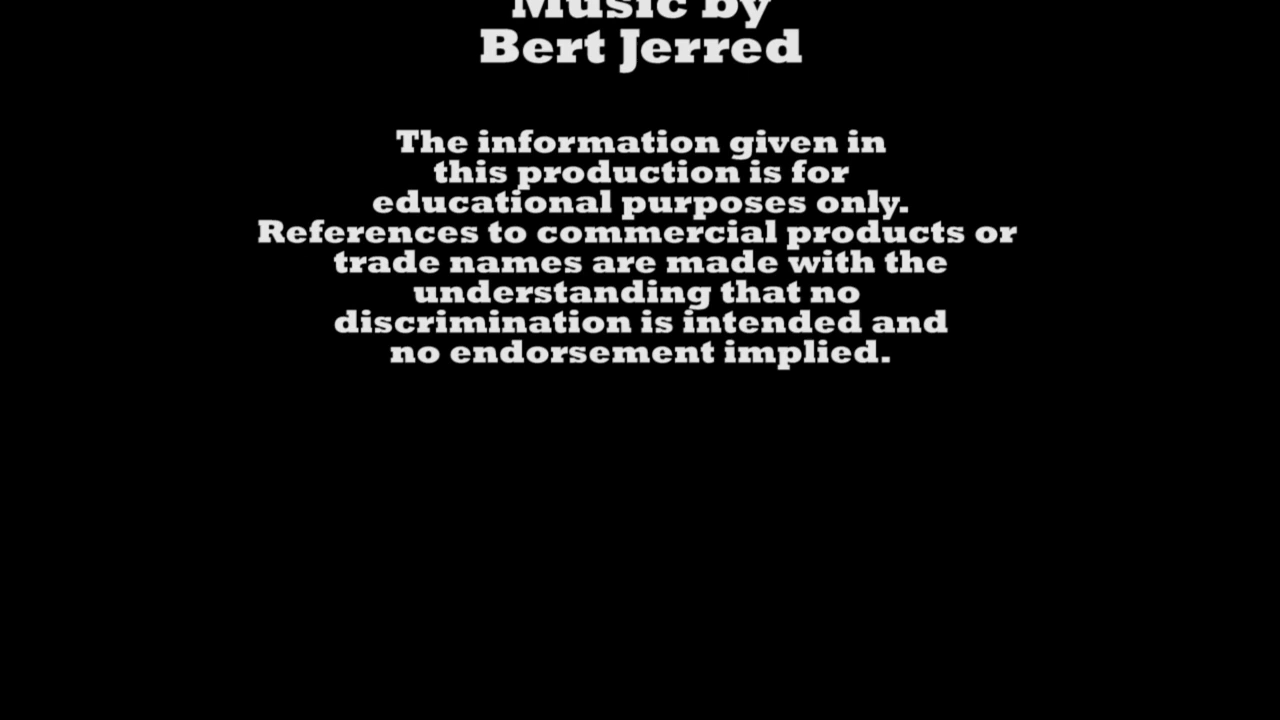 Music by
Bert Jerred
The information given in
this production is for
educational purposes only.
References to commercial products or
trade names are made with the
understanding that no
discrimination is intended and
no endorsement implied.